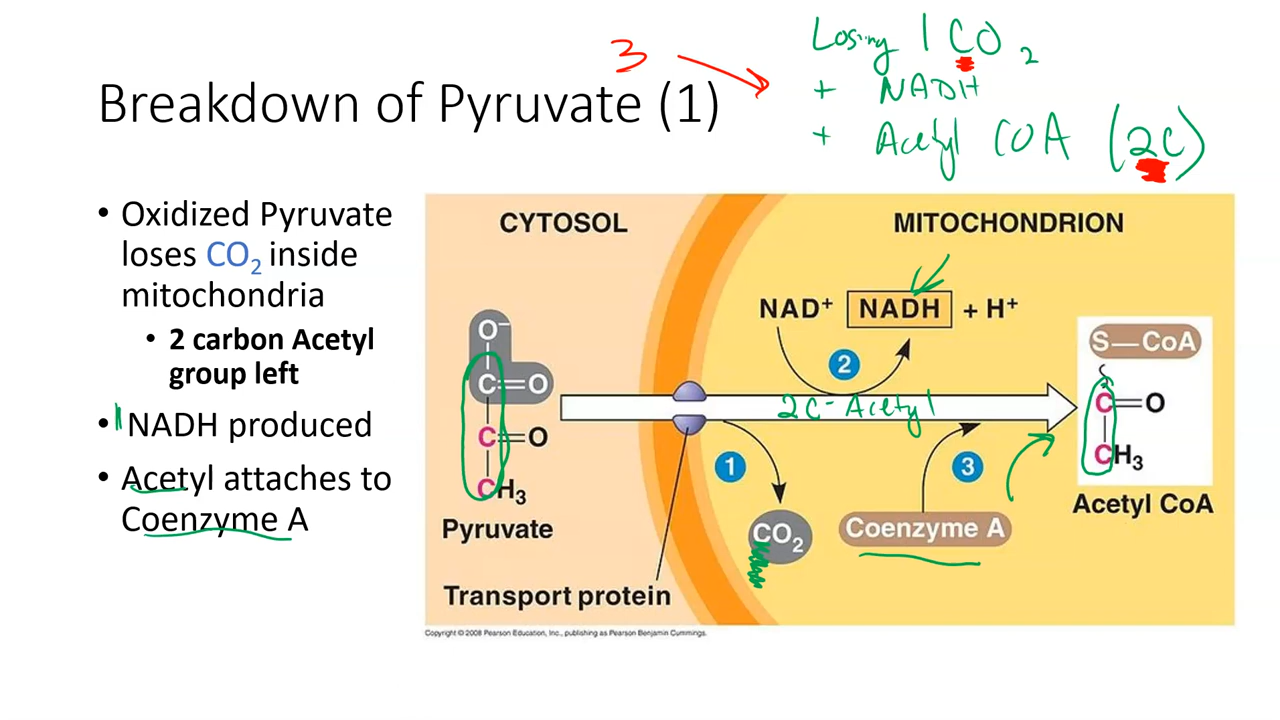 3
Losing 1 CO2
+ NADH
+ Acetyl COA (2C)
Breakdown of Pyruvate (1)
• Oxidized Pyruvate
loses CO2 inside
mitochondria
• 2 carbon Acetyl
group left
• 1 NADH produced
• Acetyl attaches to
Coenzyme A
CYTOSOL
MITOCHONDRION
NAD+ NADH + H+
O−
C=O
C=O
CH3
Pyruvate
Transport protein
2
2C- Acetyl
1
3
CO2
Coenzyme A
S—CoA
2
C=O
CH3
Acetyl CoA
Copyright © 2008 Pearson Education, Inc., publishing as Pearson Benjamin Cummings.